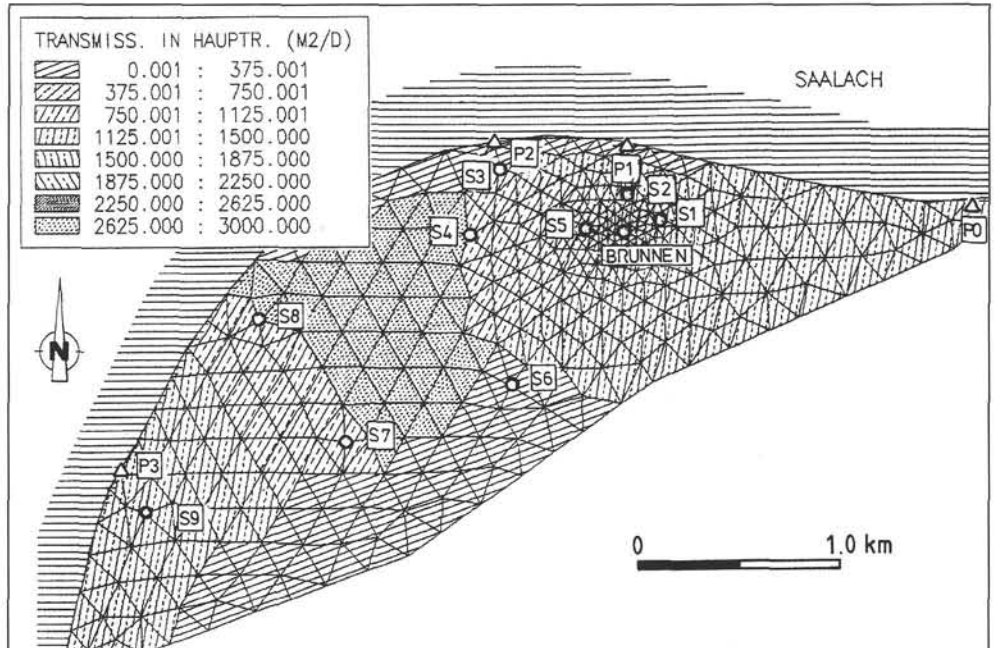 TRANSMISS. IN HAUPTR. (M2/D)
0.001 : 375.001
375.001 : 750.001
750.001 : 1125.001
1125.001 : 1500.000
1500.000 : 1875.000
1875.000 : 2250.000
2250.000 : 2625.000
2625.000 : 3000.000
SAALACH
P2
P1
S3
S2
S1
S4
S5
P0
BRUNNEN
S8
N
S6
S7
P3
S9
0 1.0 km